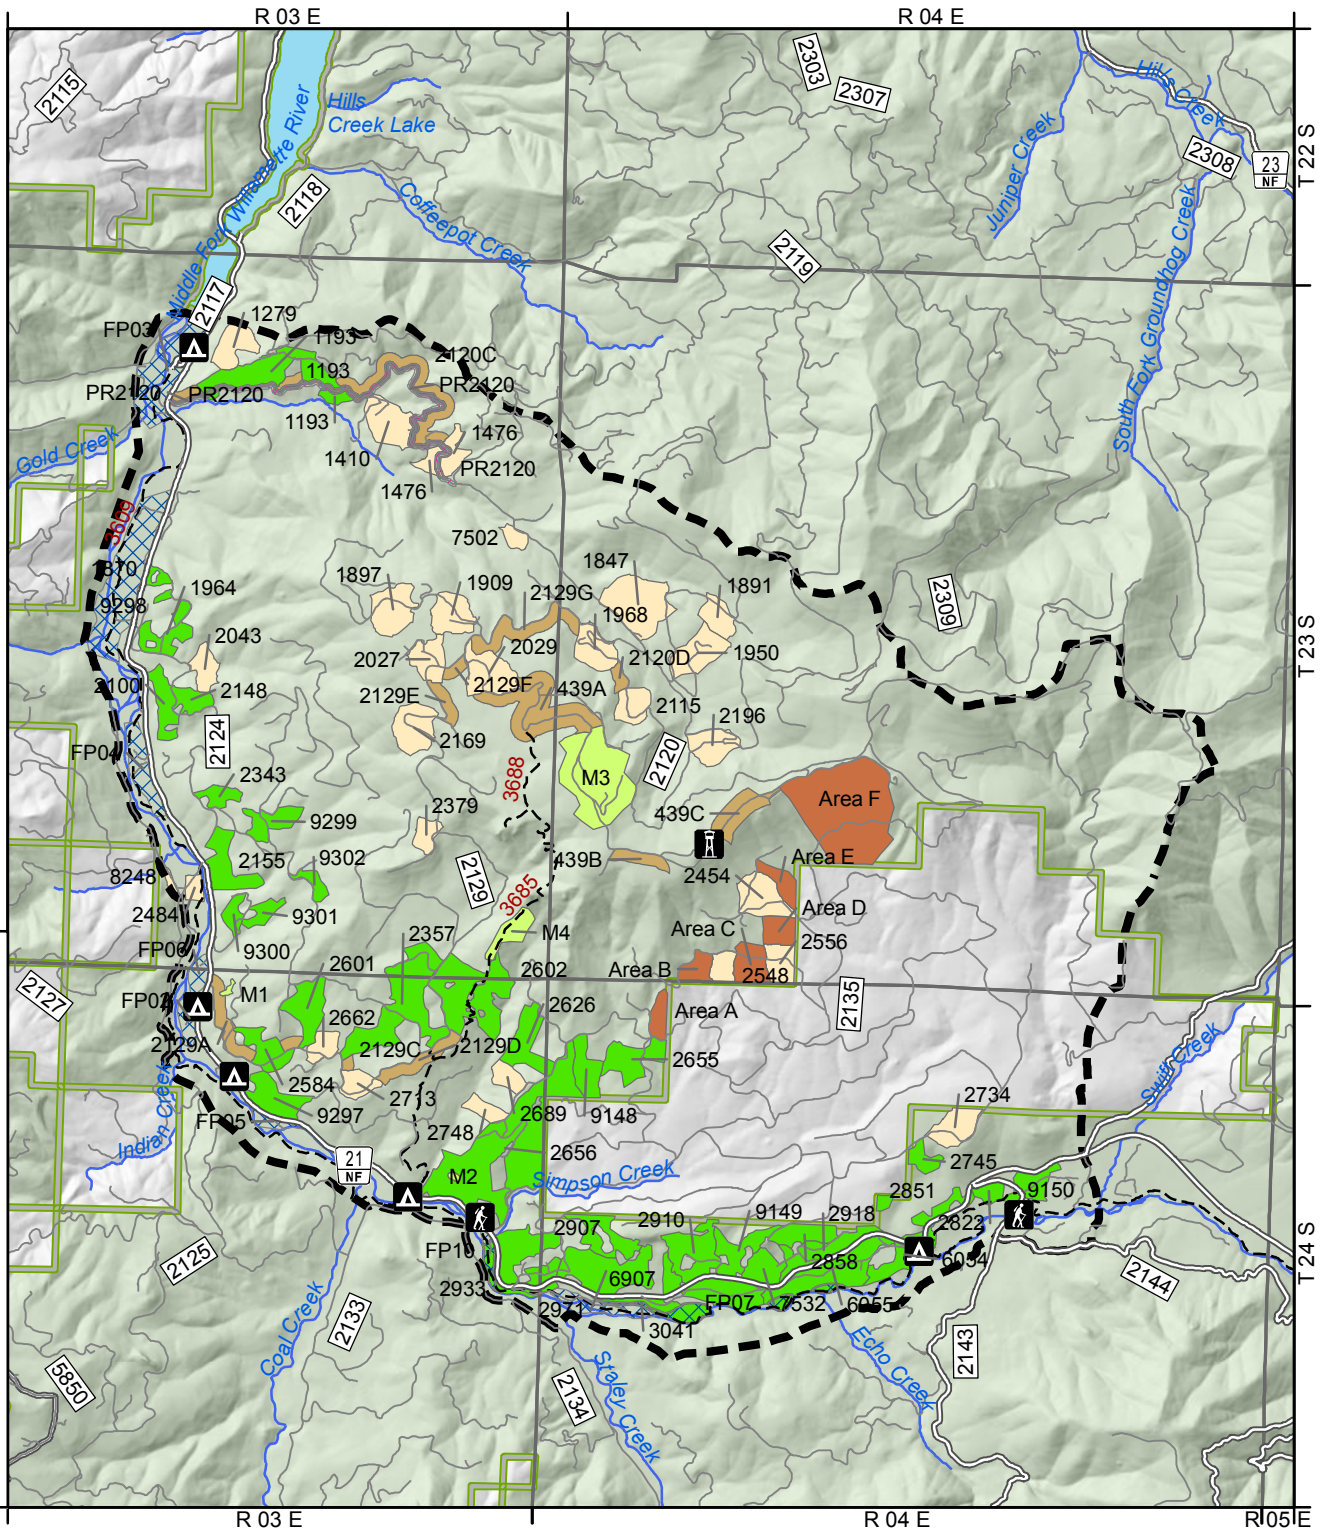 R 03 E
R 04 E
2115
2303
2307
Hills
Creek Lake
Hills Creek
T 22 S
2308
23
NF
Middle Fork Willamette River
2118
Coffeepot Creek
Juniper Creek
South Fork Groundhog Creek
2119
2117
1279
FP03
1193
2120C
1193
PR2120
PR2120
PR2120
1193
1476
Gold Creek
1410
PR2120
1476
3609
7502
1870
1847
1897
1909
2129G
1891
1964
9298
1968
2309
2043
2029
T 23 S
2027
2120D
1950
2100
2148
2129E
2129F
439A
2115
2196
2124
2169
FP04
2120
3688
M3
2343
Area F
2379
439C
9299
2155
9302
439B
Area E
8248
2129
2454
3685
2484
9301
Area D
Area C
FP06
9300
2357
M4
2556
2601
2602
Area B
2548
2127
FP02
M1
2626
2135
Area A
2662
2129A
2129C
2129D
2655
Swift Creek
2584
2713
2734
Indian Creek
9297
2689
9148
FP05
2748
2656
2745
21
NF
M2
Simpson Creek
9150
2851
2907
2910
9149
2918
2822
T 24 S
FP10
2125
2858
6054
2933
6907
2144
2971
FP07
7532
6055
3041
Coal Creek
2133
2143
Echo Creek
Staley Creek
5850
2134
R 03 E
R 04 E
R 05 E